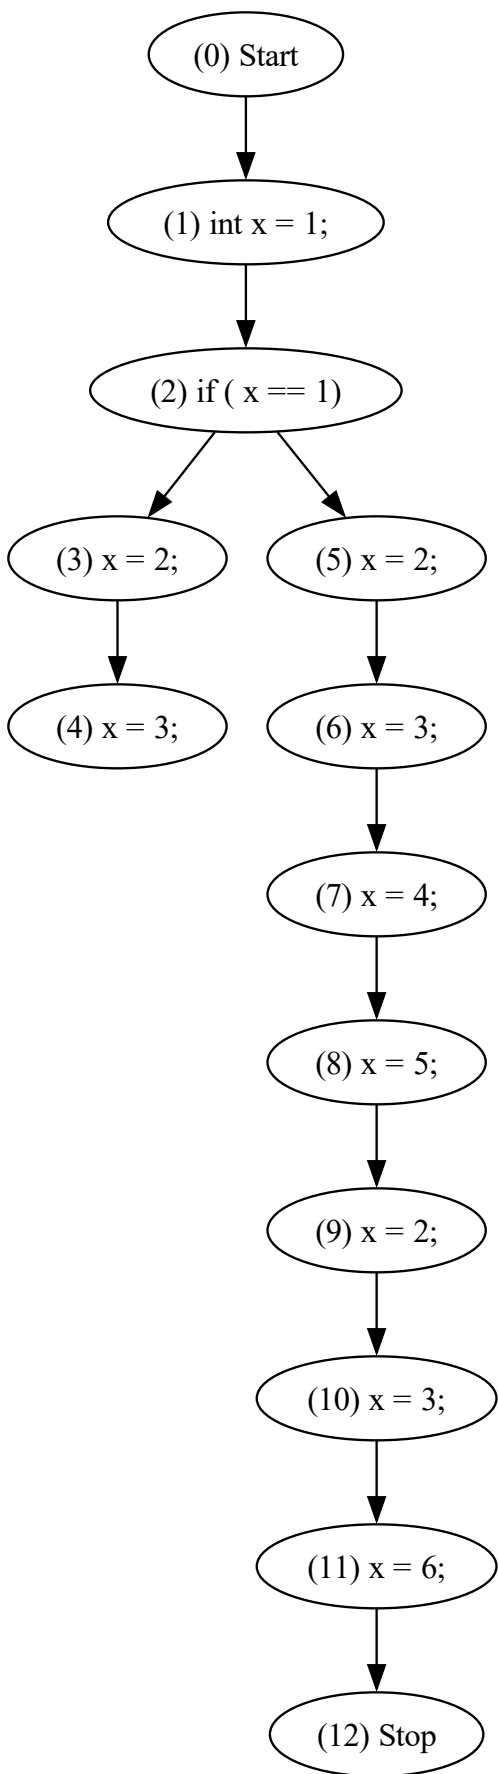 (0) Start
(1) int x = 1;
(2) if ( x == 1)
(3) x = 2;
(5) x = 2;
(4) x = 3;
(6) x = 3;
(7) x = 4;
(8) x = 5;
(9) x = 2;
(10) x = 3;
(11) x = 6;
(12) Stop